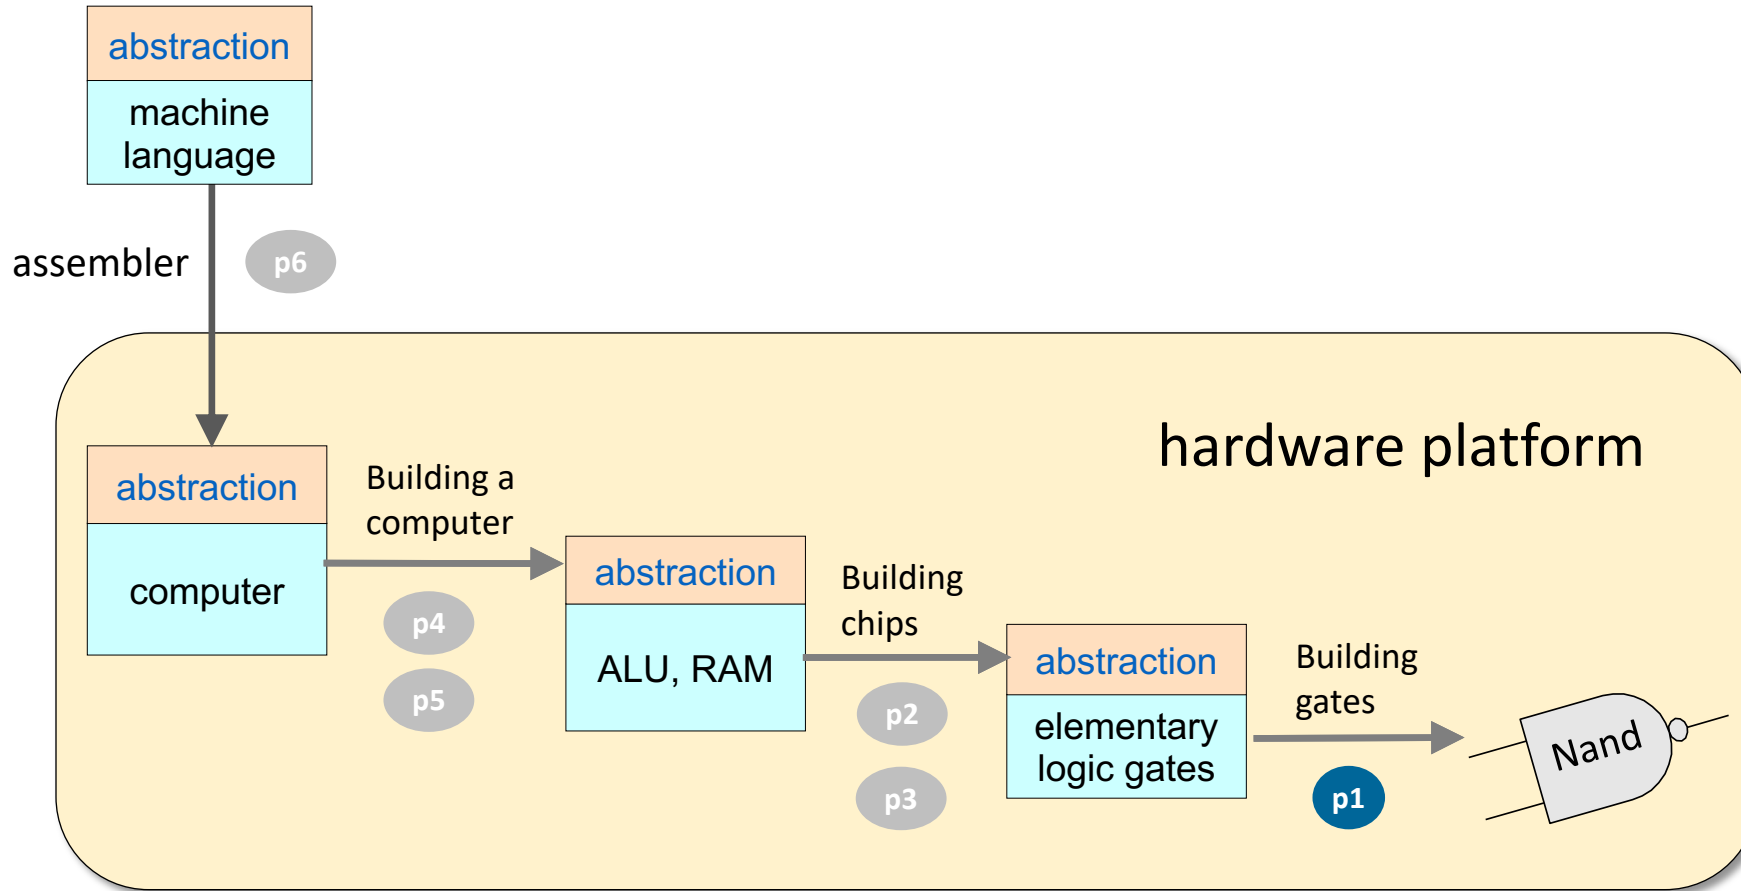 abstraction
machine
language
assembler
p6
hardware platform
abstraction
computer
Building a
computer
p4
p5
abstraction
ALU, RAM
Building
chips
p2
p3
abstraction
elementary
logic gates
Building
gates
p1
Nand